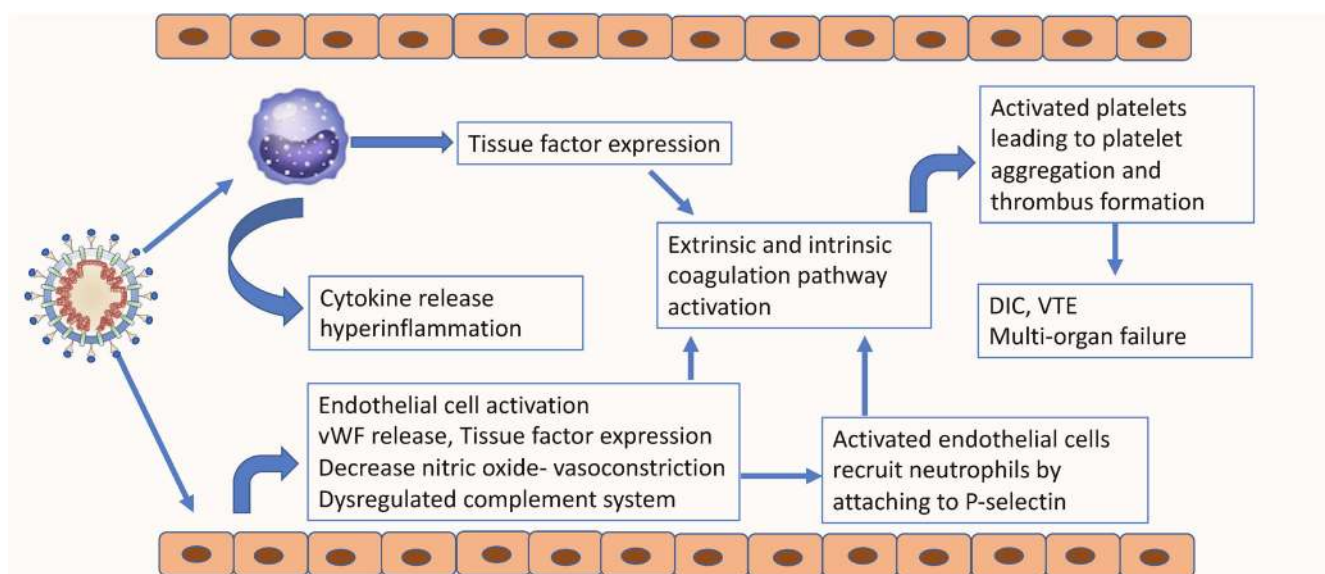 Tissue factor expression
Cytokine release
hyperinflammation
Extrinsic and intrinsic
coagulation pathway
activation
Activated platelets
leading to platelet
aggregation and
thrombus formation
DIC, VTE
Multi-organ failure
Endothelial cell activation
vWF release, Tissue factor expression
Decrease nitric oxide- vasoconstriction
Dysregulated complement system
Activated endothelial cells
recruit neutrophils by
attaching to P-selectin